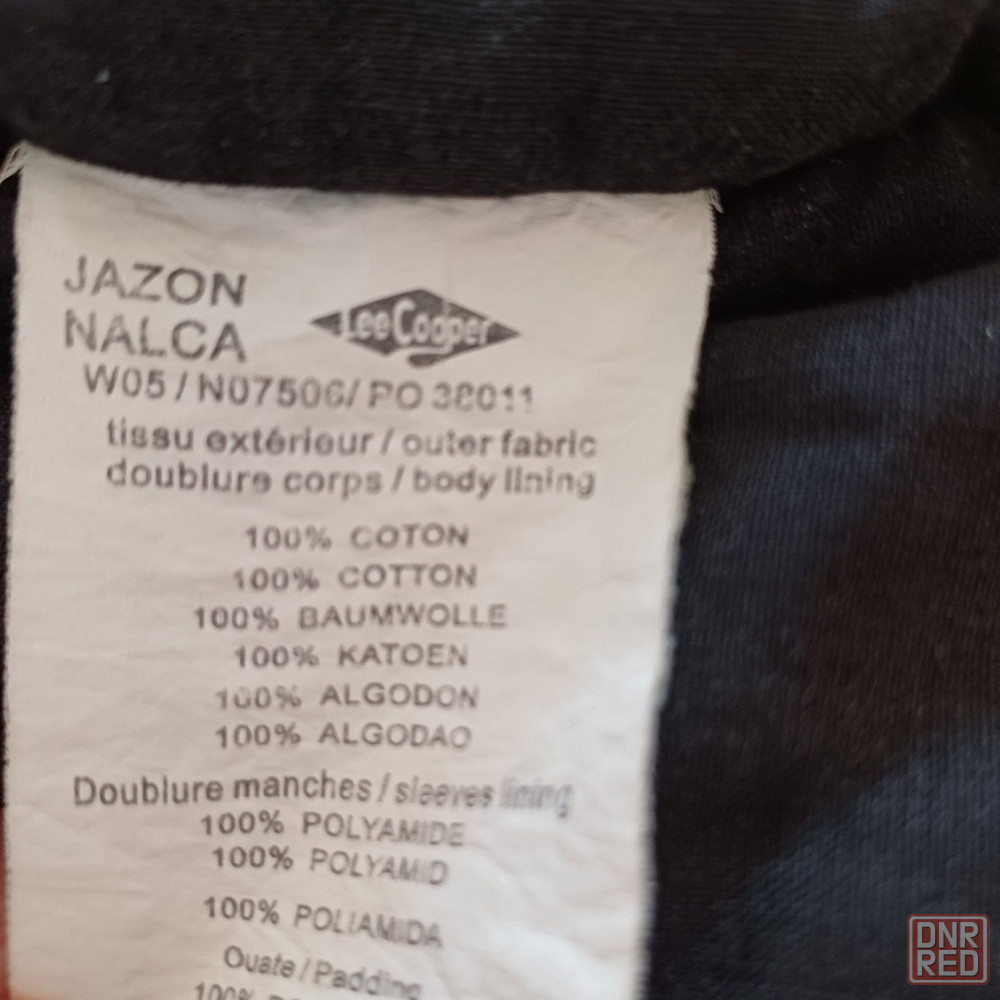 JAZON
NALCA
Lee Cooper
W05 / N07506/ PO 38011
tissu extérieur / outer fabric
doublure corps / body lining
100% COTON
100% COTTON
100% BAUMWOLLE
100% KATOEN
100% ALGODON
100% ALGODAO
Doublure manches / sleeves lining
100% POLYAMIDE
100% POLYAMID
100% POLIAMIDA
Ouate / Padding
100%
DNR
RED